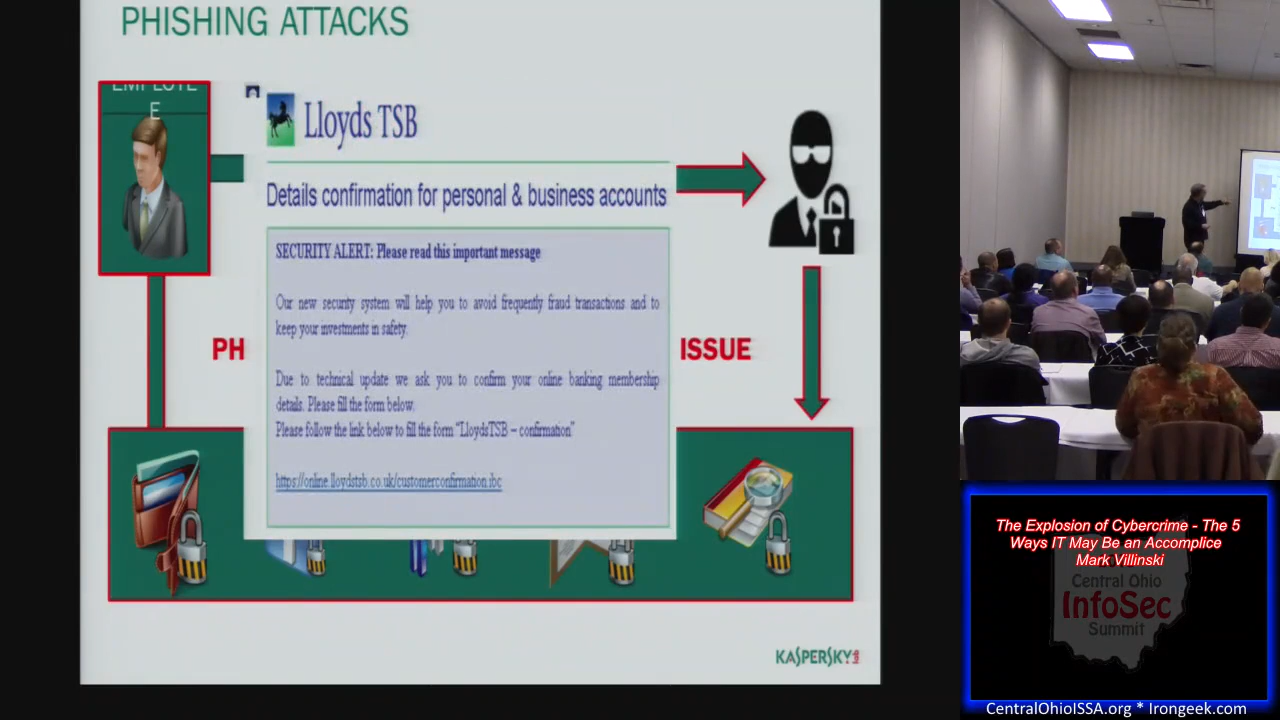 PHISHING ATTACKS
EMPLOYE
E
Lloyds TSB
Details confirmation for personal & business accounts
SECURITY ALERT: Please read this important message
Our new security system will help you to avoid frequently fraud transactions and to
keep your investments in safety.
Due to technical update we ask you to confirm your online banking membership
details. Please fill the form below.
Please follow the link below to fill the form "LloydsTSB – confirmation"
https://online.lloydstsb.co.uk/customerconfirmation.ibc
PH
ISSUE
KASPERSKY lab
The Explosion of Cybercrime - The 5
Ways IT May Be an Accomplice
Mark Villinski
Central Ohio
InfoSec
Summit
CentralOhioISSA.org * Irongeek.com